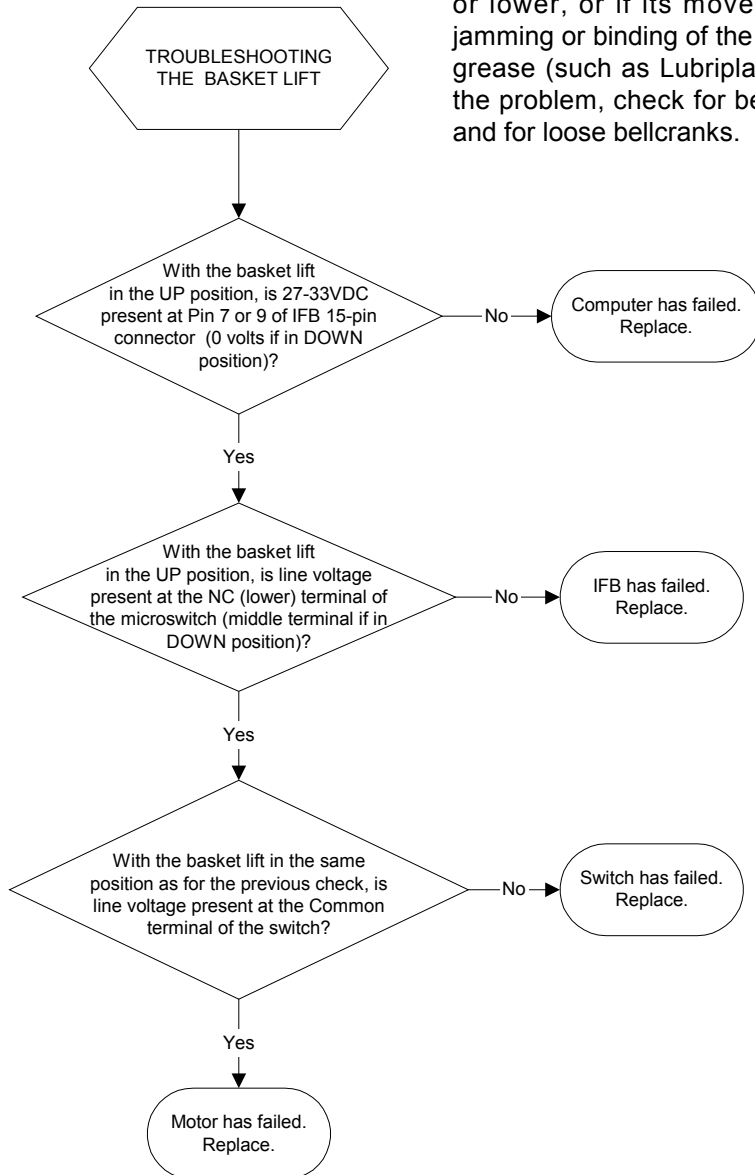 or lower, or if its move
jamming or binding of the
grease (such as Lubripla
the problem, check for be
and for loose bellcranks.
TROUBLESHOOTING
THE BASKET LIFT
With the basket lift
in the UP position, is 27-33VDC
present at Pin 7 or 9 of IFB 15-pin
connector (0 volts if in DOWN
position)?
No
Computer has failed.
Replace.
Yes
With the basket lift
in the UP position, is line voltage
present at the NC (lower) terminal of
the microswitch (middle terminal if in
DOWN position)?
No
IFB has failed.
Replace.
Yes
With the basket lift in the same
position as for the previous check, is
line voltage present at the Common
terminal of the switch?
No
Switch has failed.
Replace.
Yes
Motor has failed.
Replace.